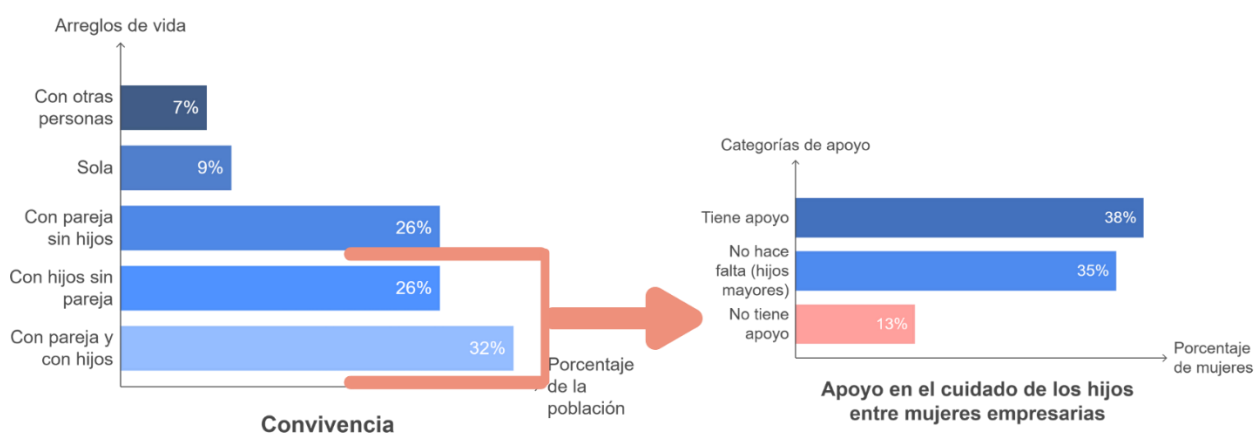 Arreglos de vida
Con otras
personas
7%
Sola
9%
Con pareja
sin hijos
26%
Con hijos sin
pareja
26%
Con pareja y
con hijos
32%
Porcentaje
de la
población
Convivencia
Categorías de apoyo
Tiene apoyo
38%
No hace
falta (hijos
mayores)
35%
No tiene
apoyo
13%
Porcentaje
de mujeres
Apoyo en el cuidado de los hijos
entre mujeres empresarias